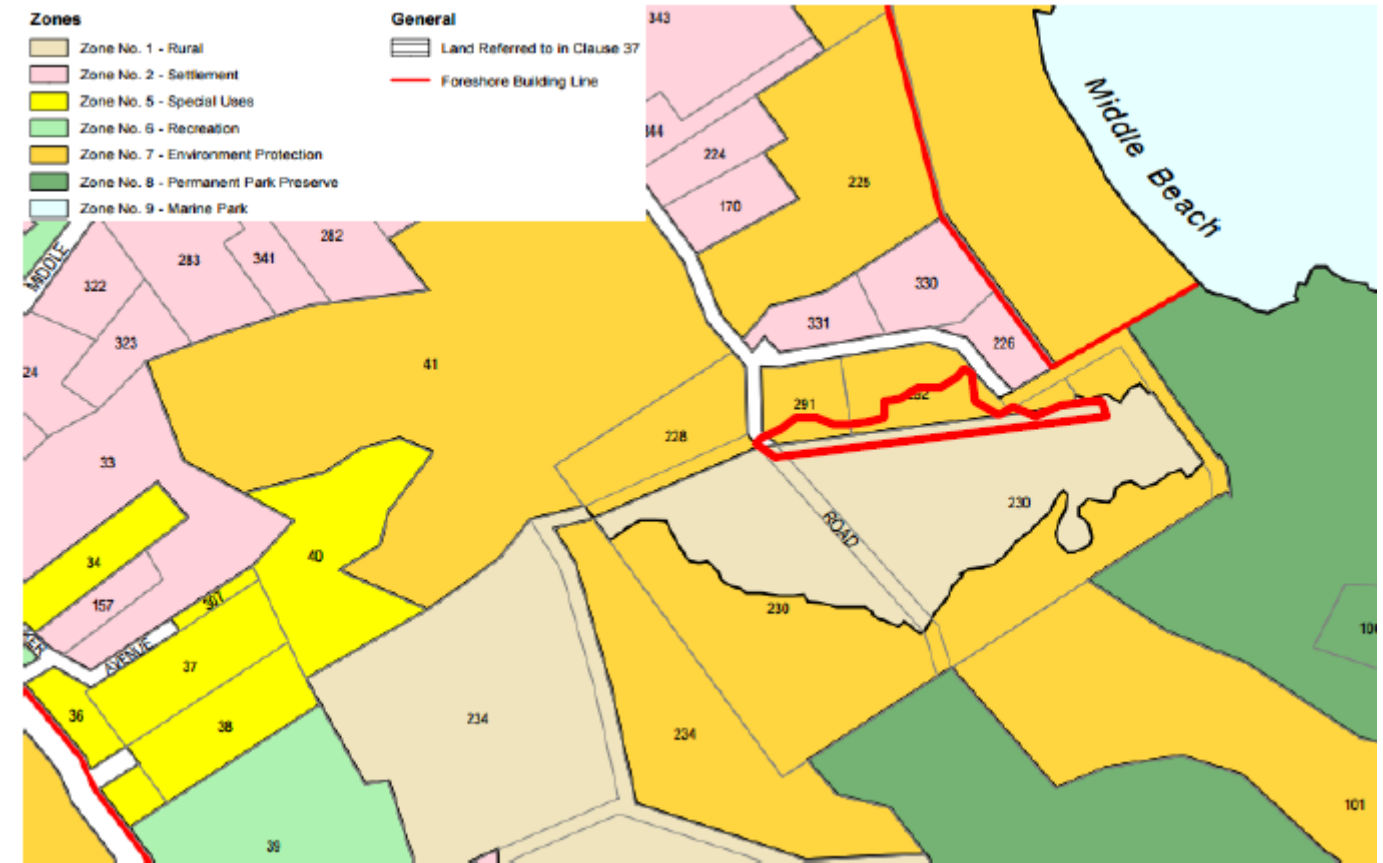 Zones
Zone No. 1 - Rural
Zone No. 2 - Settlement
Zone No. 5 - Special Uses
Zone No. 6 - Recreation
Zone No. 7 - Environment Protection
Zone No. 8 - Permanent Park Preserve
Zone No. 9 - Marine Park
General
Land Referred to in Clause 37
Foreshore Building Line
343
344
224
170
225
Middle Beach
MIDDLE
322
283
341
282
323
24
330
331
226
41
291
228
33
230
ROAD
34
40
157
307
230
AVENUE
37
36
38
234
234
39
101